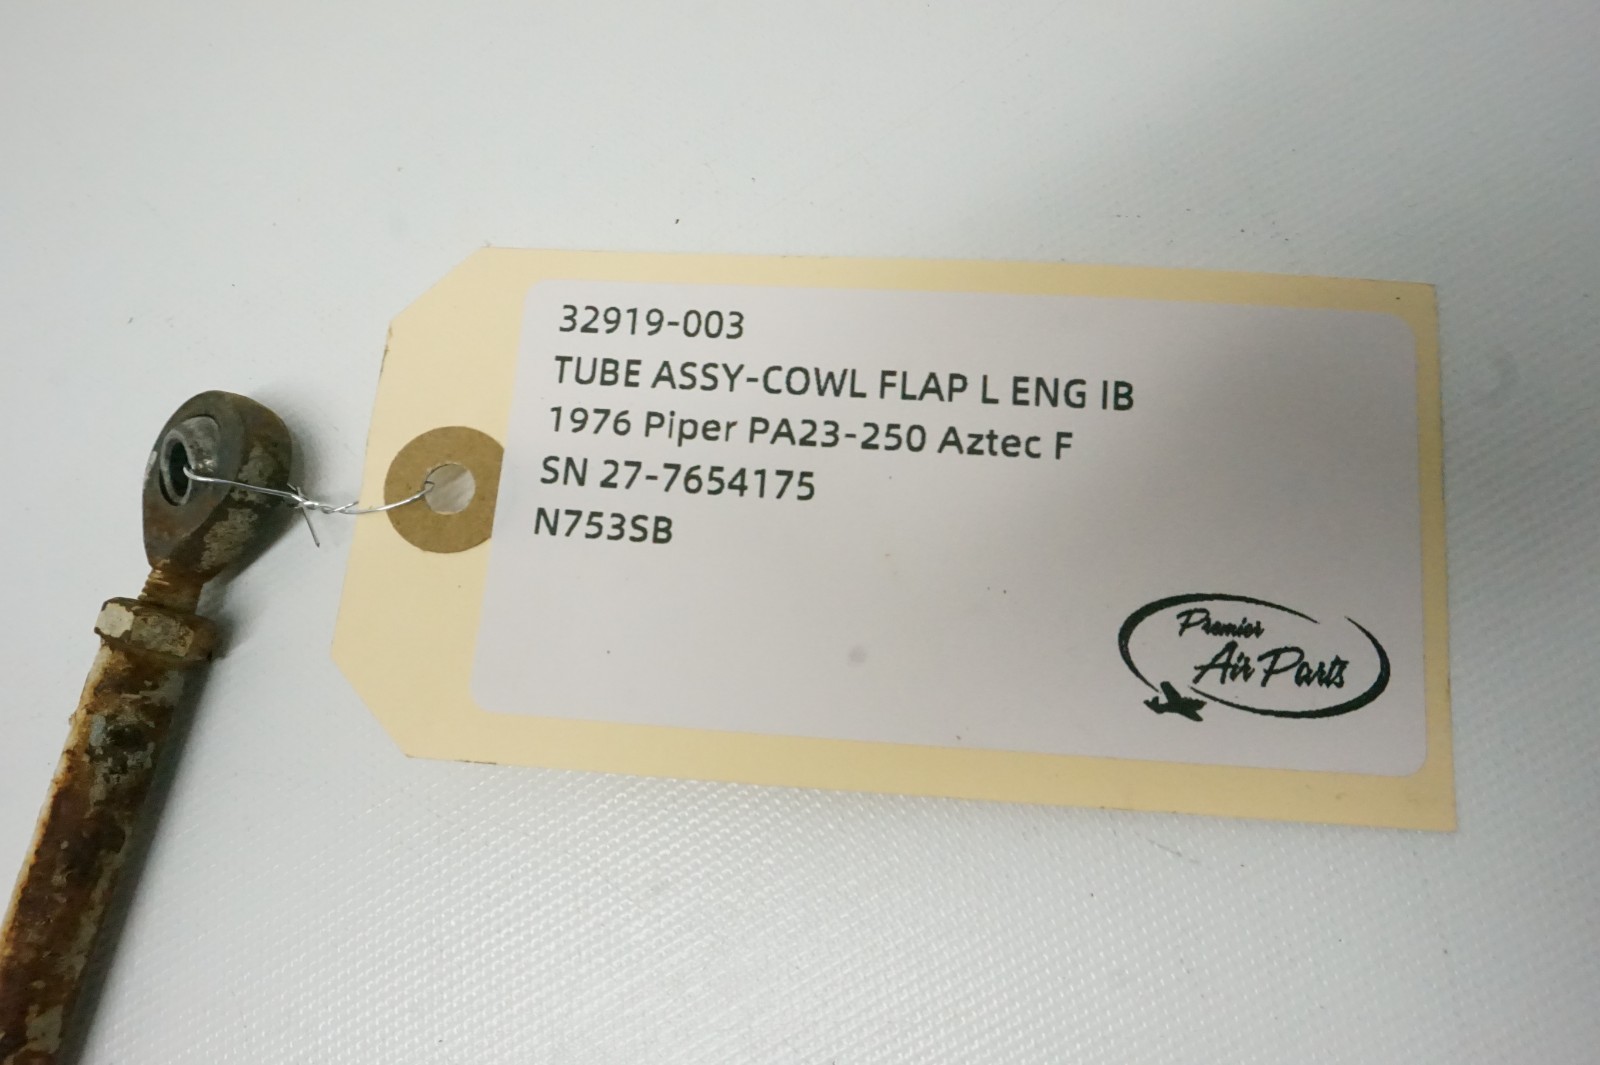 32919-003
TUBE ASSY-COWL FLAP L ENG IB
1976 Piper PA23-250 Aztec F
SN 27-7654175
N753SB
Premier
Air Parts